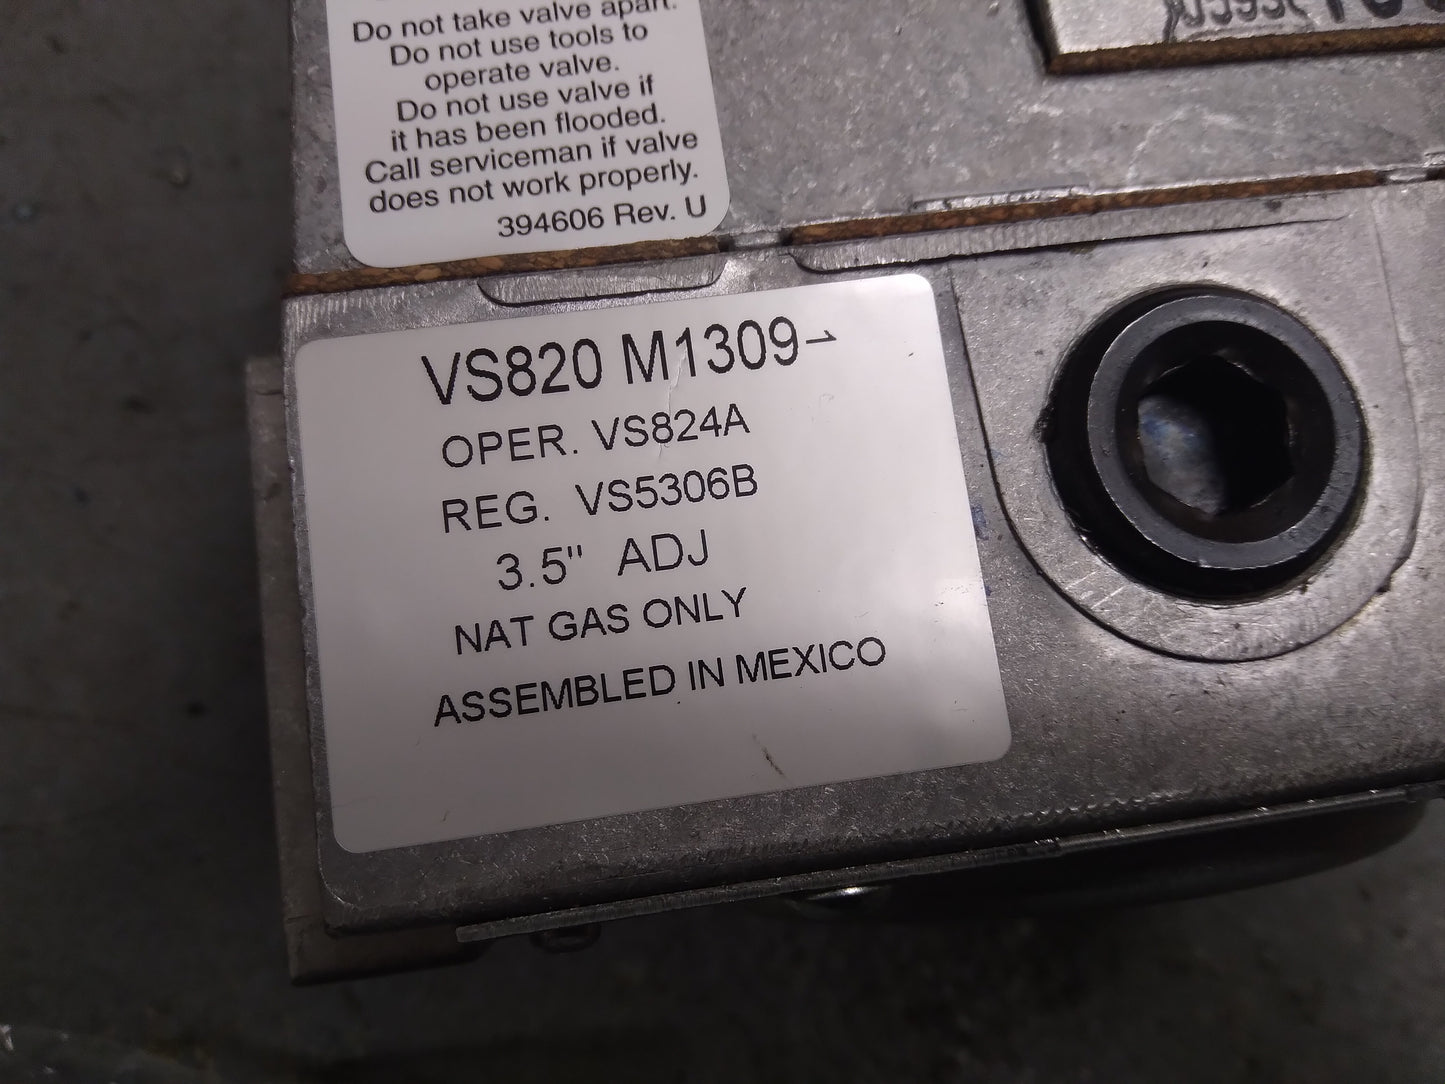 Do not take valve apart.
Do not use tools to
operate valve.
Do not use valve if
it has been flooded.
Call serviceman if valve
does not work properly.
394606 Rev. U
VS820 M1309-1
OPER. VS824A
REG. VS5306B
3.5" ADJ
NAT GAS ONLY
ASSEMBLED IN MEXICO